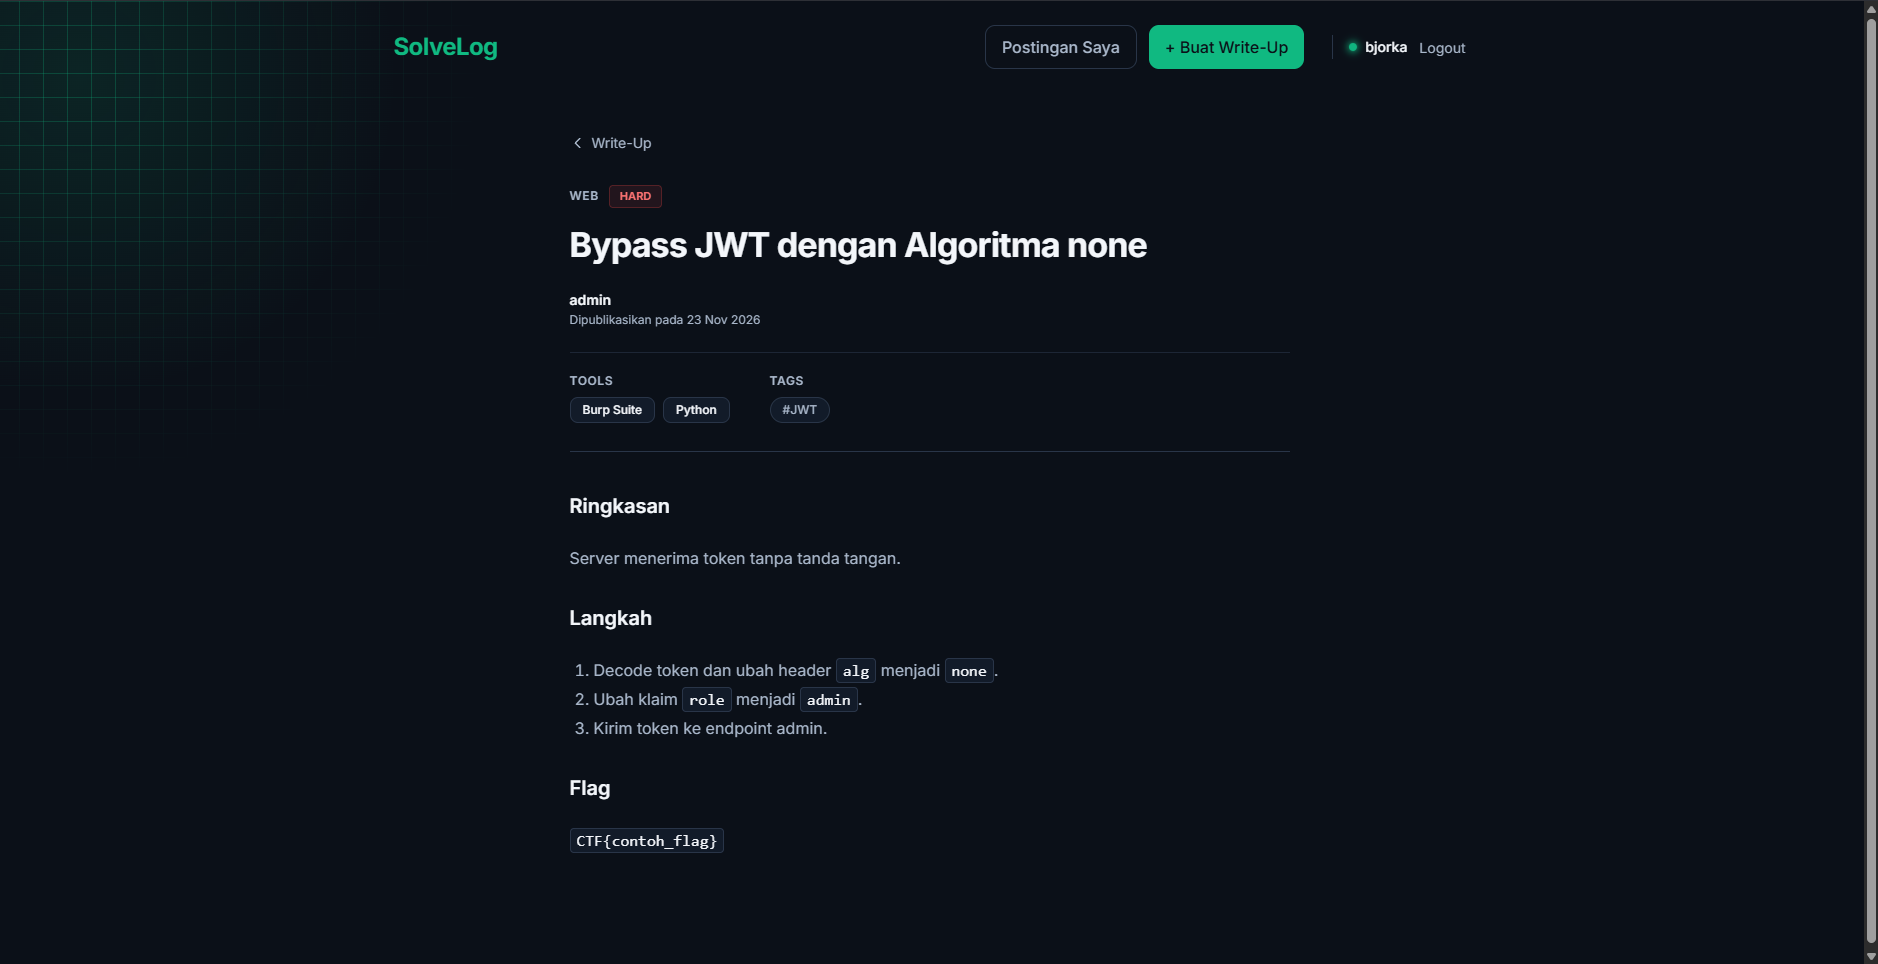 SolveLog
Postingan Saya
+ Buat Write-Up
bjorka
Logout
Write-Up
WEB
HARD
Bypass JWT dengan Algoritma none
admin
Dipublikasikan pada 23 Nov 2026
TOOLS
Burp Suite
Python
TAGS
#JWT
Ringkasan
Server menerima token tanpa tanda tangan.
Langkah
1. Decode token dan ubah header alg menjadi none.
2. Ubah klaim role menjadi admin.
3. Kirim token ke endpoint admin.
Flag
CTF{contoh_flag}